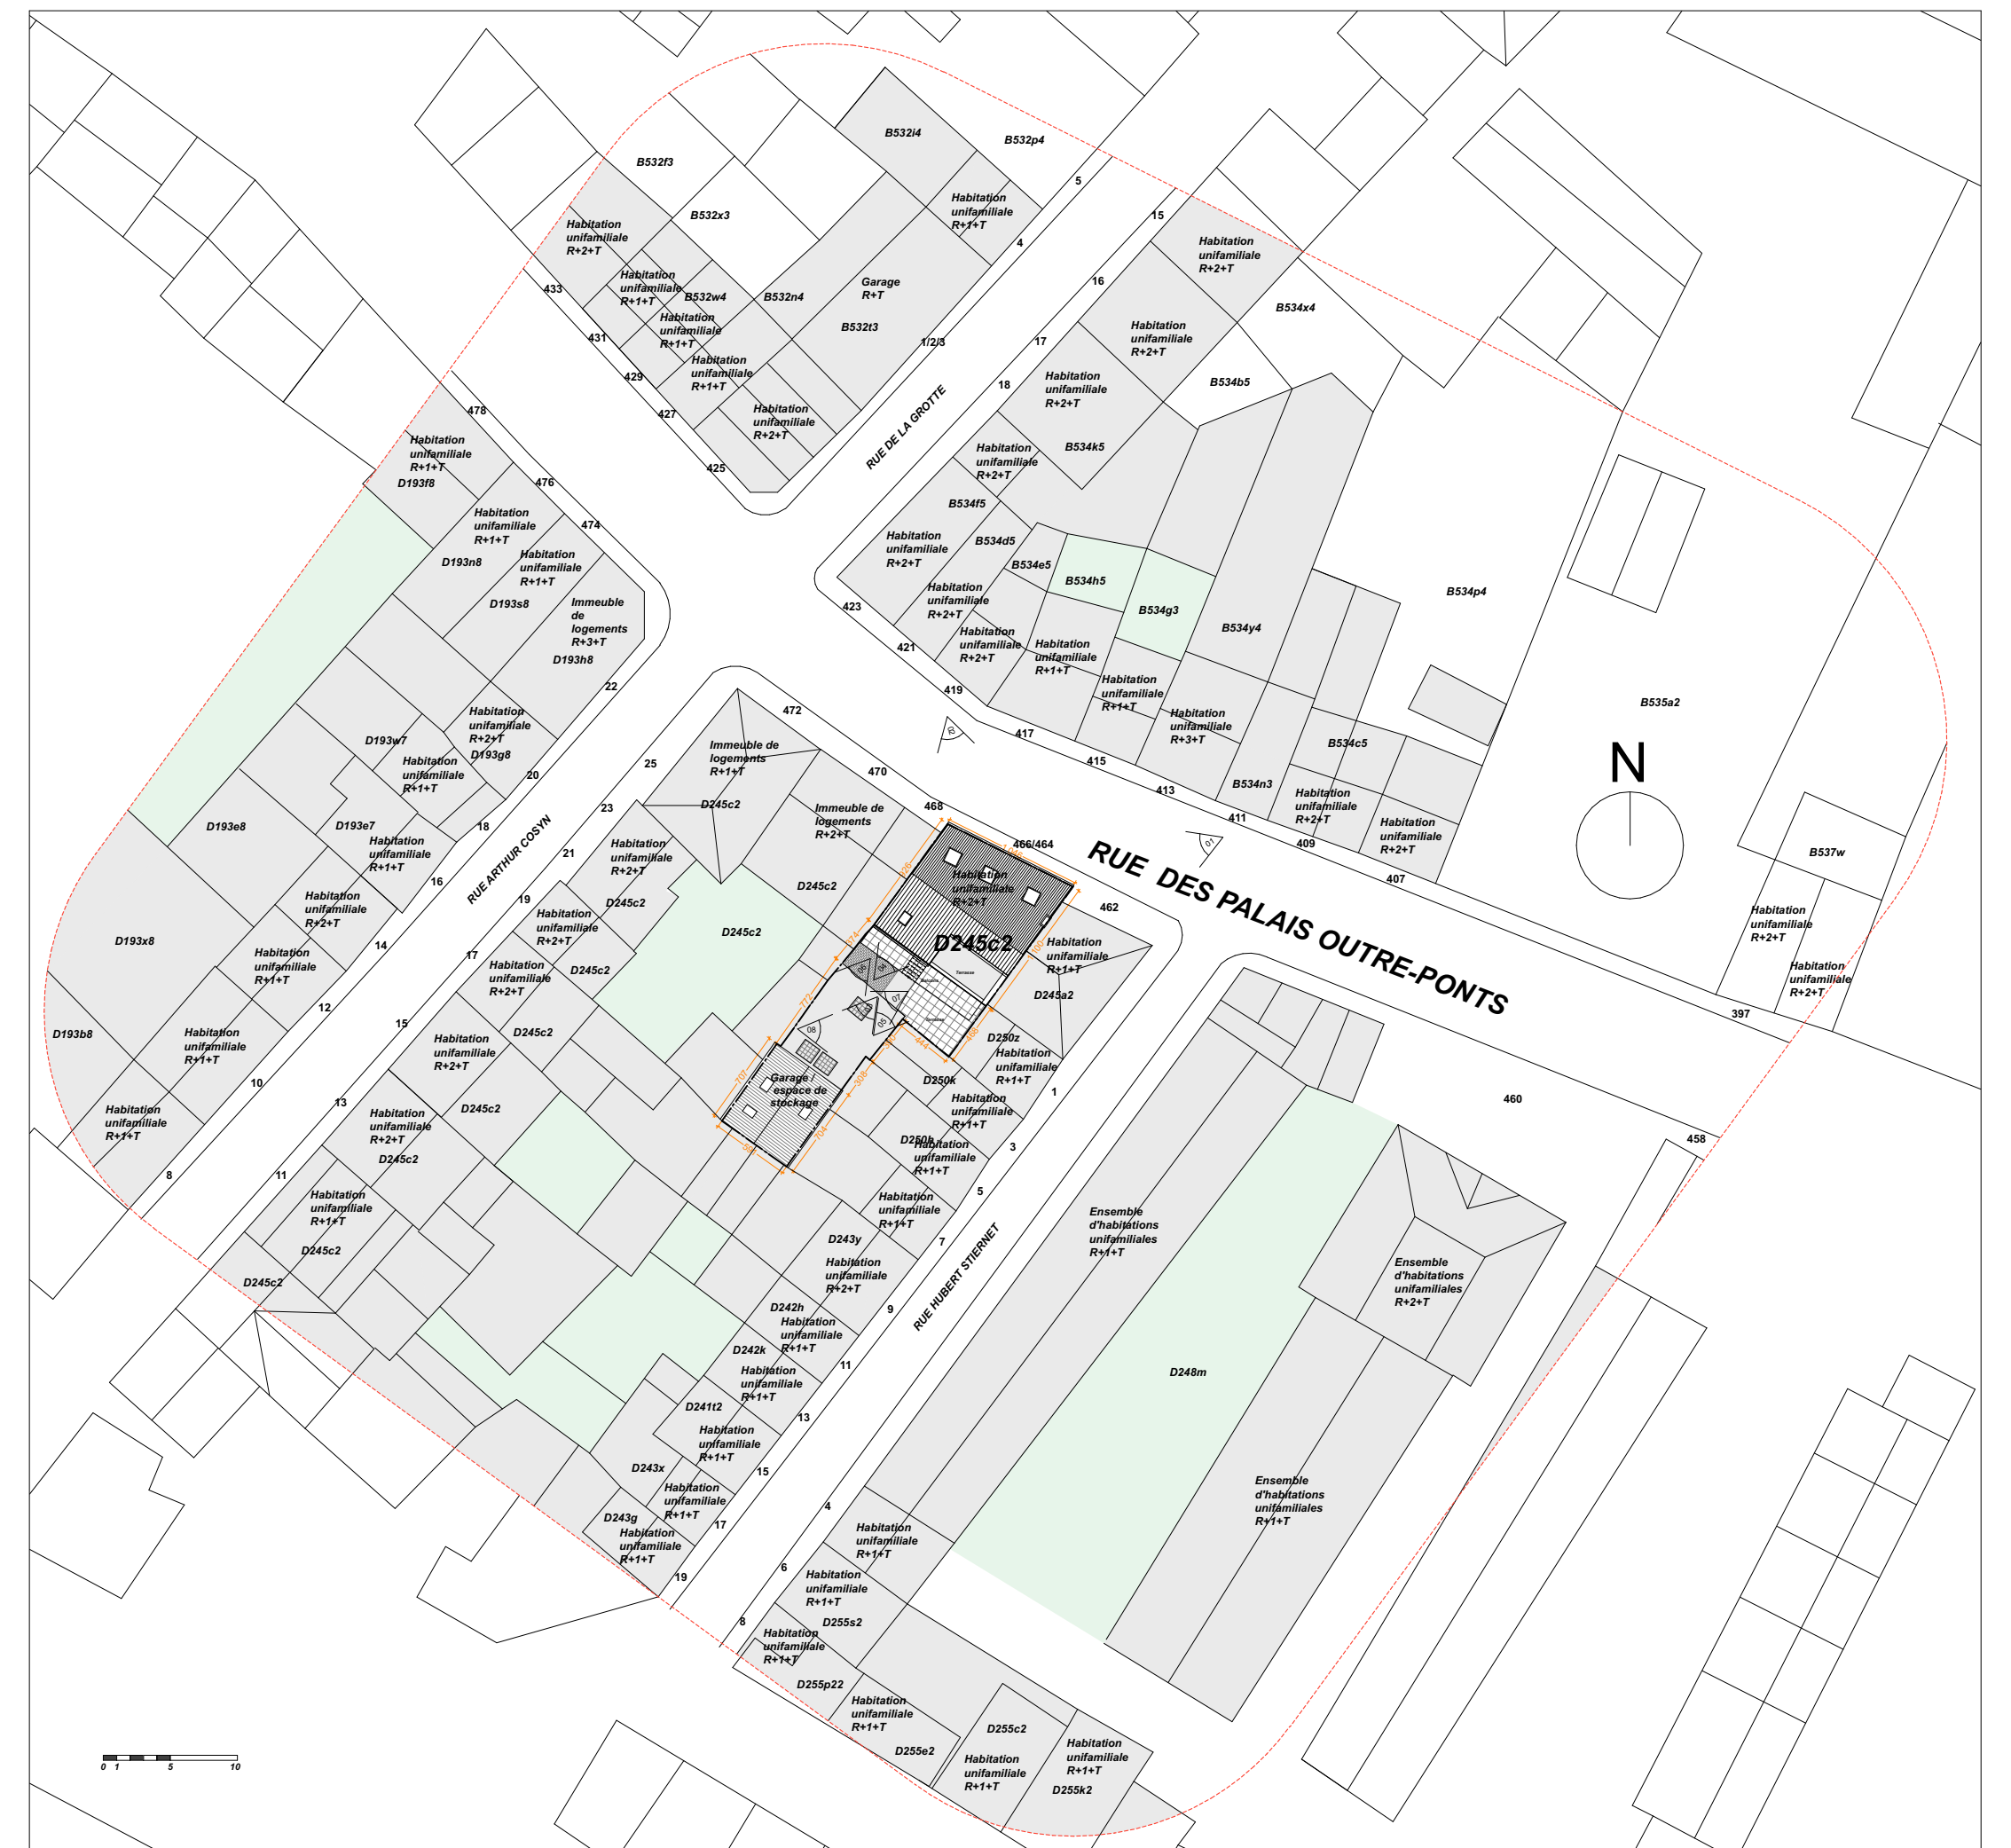 B532i4
B532p4
B532f3
5
B532x3
Habitation
unifamiliale
R+1+T
15
4
Habitation
unifamiliale
R+2+T
433
Habitation
unifamiliale
R+1+T
B532w4
B532n4
Garage
R+T
B532t3
Habitation
unifamiliale
R+1+T
431
429
Habitation
unifamiliale
R+1+T
427
Habitation
unifamiliale
R+2+T
425
1/2/3
RUE DE LA GROTTE
Habitation
unifamiliale
R+2+T
16
B534x4
Habitation
unifamiliale
R+2+T
17
B534b5
18
Habitation
unifamiliale
R+2+T
B534k5
Habitation
unifamiliale
R+2+T
B534f5
B534d5
Habitation
unifamiliale
R+2+T
B534e5
B534h5
B534g3
B534y4
B534p4
423
Habitation
unifamiliale
R+2+T
421
Habitation
unifamiliale
R+2+T
Habitation
unifamiliale
R+1+T
419
Habitation
unifamiliale
R+1+T
Habitation
unifamiliale
R+3+T
417
415
413
411
409
407
B534n3
B534c5
Habitation
unifamiliale
R+2+T
Habitation
unifamiliale
R+2+T
B535a2
N
B537w
Habitation
unifamiliale
R+2+T
Habitation
unifamiliale
R+2+T
397
478
Habitation
unifamiliale
R+1+T
D193f8
476
Habitation
unifamiliale
R+1+T
474
D193n8
Habitation
unifamiliale
R+1+T
D193s8
Immeuble
de
logements
R+3+T
D193h8
22
Habitation
unifamiliale
R+2+T
D193w7
D193g8
Habitation
unifamiliale
R+1+T
20
D193e8
D193e7
18
Habitation
unifamiliale
R+1+T
16
Habitation
unifamiliale
R+2+T
D193x8
14
Habitation
unifamiliale
R+1+T
12
D193b8
Habitation
unifamiliale
R+1+T
10
Habitation
unifamiliale
R+1+T
8
RUE ARTHUR COSYN
472
Immeuble de
logements
R+1+T
25
470
D245c2
23
Immeuble de
logements
R+2+T
468
466/464
RUE DES PALAIS OUTRE-PONTS
21
Habitation
unifamiliale
R+2+T
D245c2
Habitation
unifamiliale
R+2+T
462
19
D245c2
Habitation
unifamiliale
R+2+T
D245c2
D245c2
Habitation
unifamiliale
R+1+T
17
Habitation
unifamiliale
R+2+T
D245c2
D245a2
15
D245c2
Habitation
unifamiliale
R+2+T
D250z
Habitation
unifamiliale
R+1+T
Garage /
espace de
stockage
D250k
13
D245c2
Habitation
unifamiliale
R+2+T
Habitation
unifamiliale
R+1+T
1
D245c2
Habitation
unifamiliale
R+1+T
3
11
Habitation
unifamiliale
R+1+T
D245c2
D245c2
Habitation
unifamiliale
R+1+T
5
D243y
7
Habitation
unifamiliale
R+2+T
RUE HUBERT STIERNET
D242h
9
Habitation
unifamiliale
R+1+T
D242k
11
Habitation
unifamiliale
R+1+T
D241t2
13
Habitation
unifamiliale
R+1+T
D243x
15
Habitation
unifamiliale
R+1+T
D243g
17
Habitation
unifamiliale
R+1+T
19
460
458
Ensemble
d'habitations
unifamiliales
R+1+T
Ensemble
d'habitations
unifamiliales
R+2+T
D248m
Ensemble
d'habitations
unifamiliales
R+1+T
4
Habitation
unifamiliale
R+1+T
6
Habitation
unifamiliale
R+1+T
D255s2
8
Habitation
unifamiliale
R+1+T
D255p22
Habitation
unifamiliale
R+1+T
D255e2
D255c2
Habitation
unifamiliale
R+1+T
Habitation
unifamiliale
R+1+T
D255k2
772
707
308
704
444
01
07
08
05
0 1 5 10